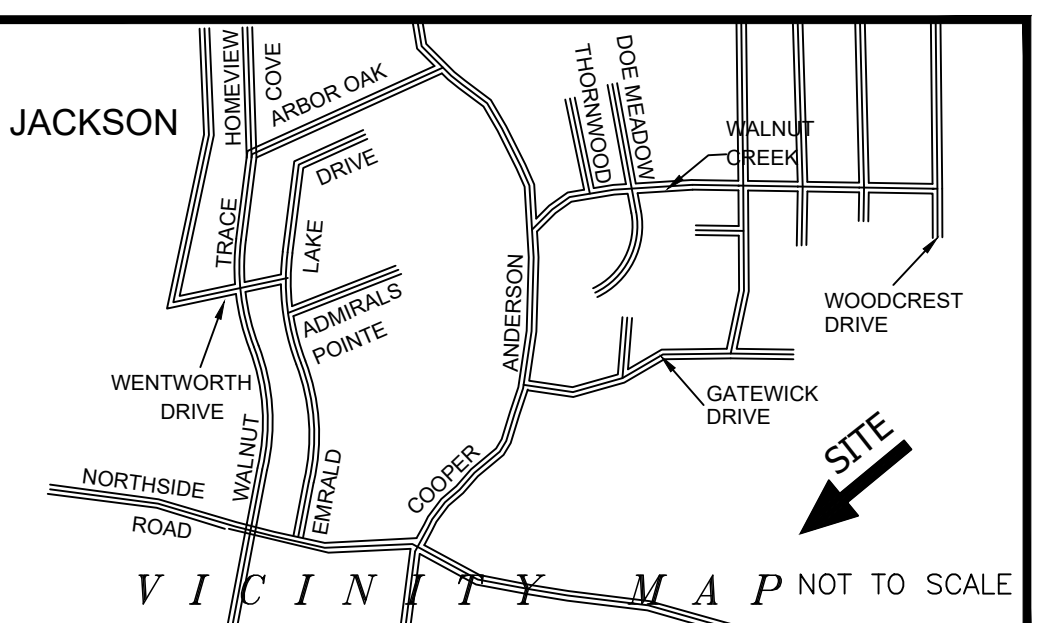 JACKSON
HOMEVIEW
COVE
ARBOR OAK
THORNWOOD
DOE MEADOW
WALNUT
CREEK
DRIVE
TRACE
LAKE
ADMIRALS
POINTE
ANDERSON
WOODCREST
DRIVE
WENTWORTH
DRIVE
GATEWICK
DRIVE
WALNUT
EMRALD
COOPER
SITE
NORTHSIDE
ROAD
VICINITY MAP NOT TO SCALE